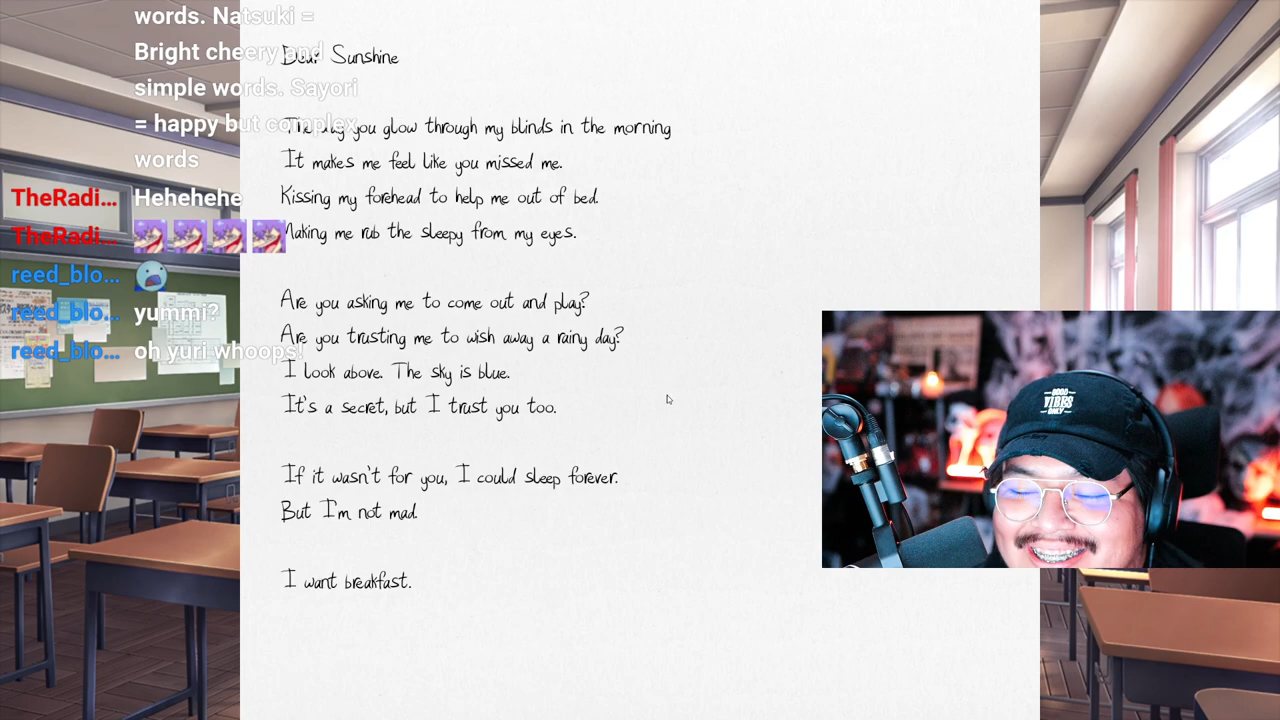 words. Natsuki =
Bright cheery and
simple words. Sayori
= happy but complex
words
TheRadi... Hehehehe
TheRadi...
reed_blo...
reed_blo... yummi?
reed_blo... oh yuri whoops!
Dear Sunshine
The way you glow through my blinds in the morning
It makes me feel like you missed me.
Kissing my forehead to help me out of bed.
Making me rub the sleepy from my eyes.
Are you asking me to come out and play?
Are you trusting me to wish away a rainy day?
I look above. The sky is blue.
It's a secret, but I trust you too.
If it wasn't for you, I could sleep forever.
But I'm not mad.
I want breakfast.
GOOD
VIBES
ONLY